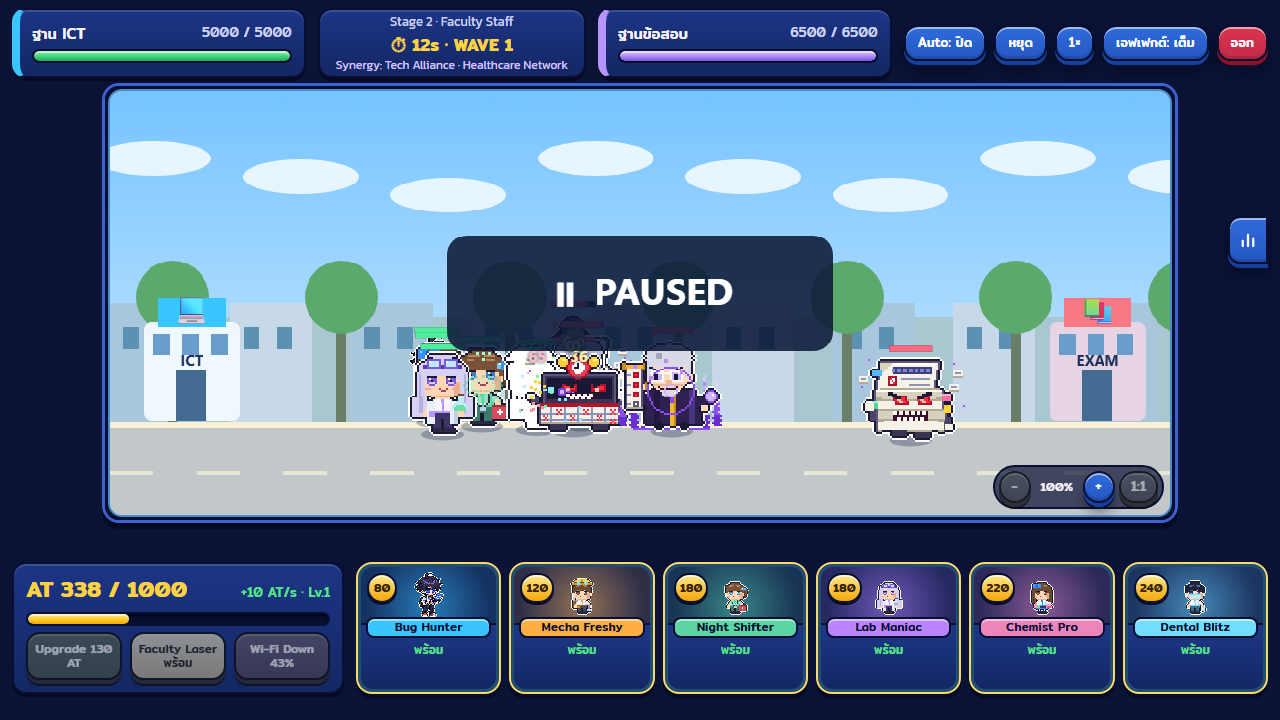 ฐาน ICT
5000 / 5000
Stage 2 · Faculty Staff
⏱ 12s · WAVE 1
Synergy: Tech Alliance · Healthcare Network
ฐานข้อสอบ
6500 / 6500
Auto: ปิด
หยุด
1×
เอฟเฟกต์: เต็ม
ออก
⏸ PAUSED
ICT
EXAM
65
36
− 100% + 1:1
AT 338 / 1000
+10 AT/s · Lv.1
Upgrade 130 AT
Faculty Laser
พร้อม
Wi-Fi Down
43%
80
Bug Hunter
พร้อม
120
Mecha Freshy
พร้อม
180
Night Shifter
พร้อม
180
Lab Maniac
พร้อม
220
Chemist Pro
พร้อม
240
Dental Blitz
พร้อม